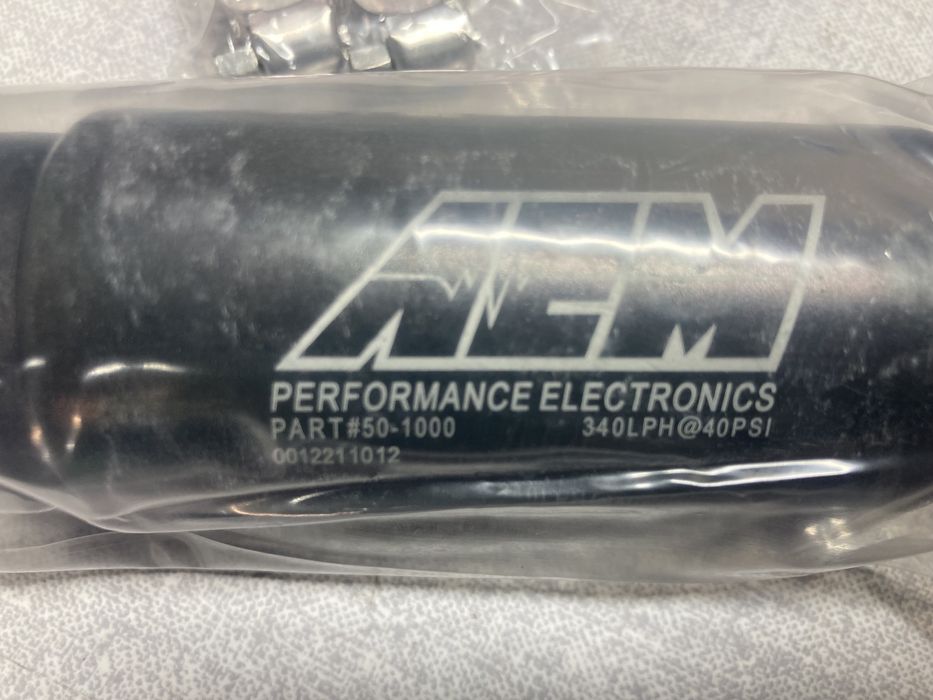 AEM
PERFORMANCE ELECTRONICS
PART#50-1000 340LPH@40PSI
0012211012